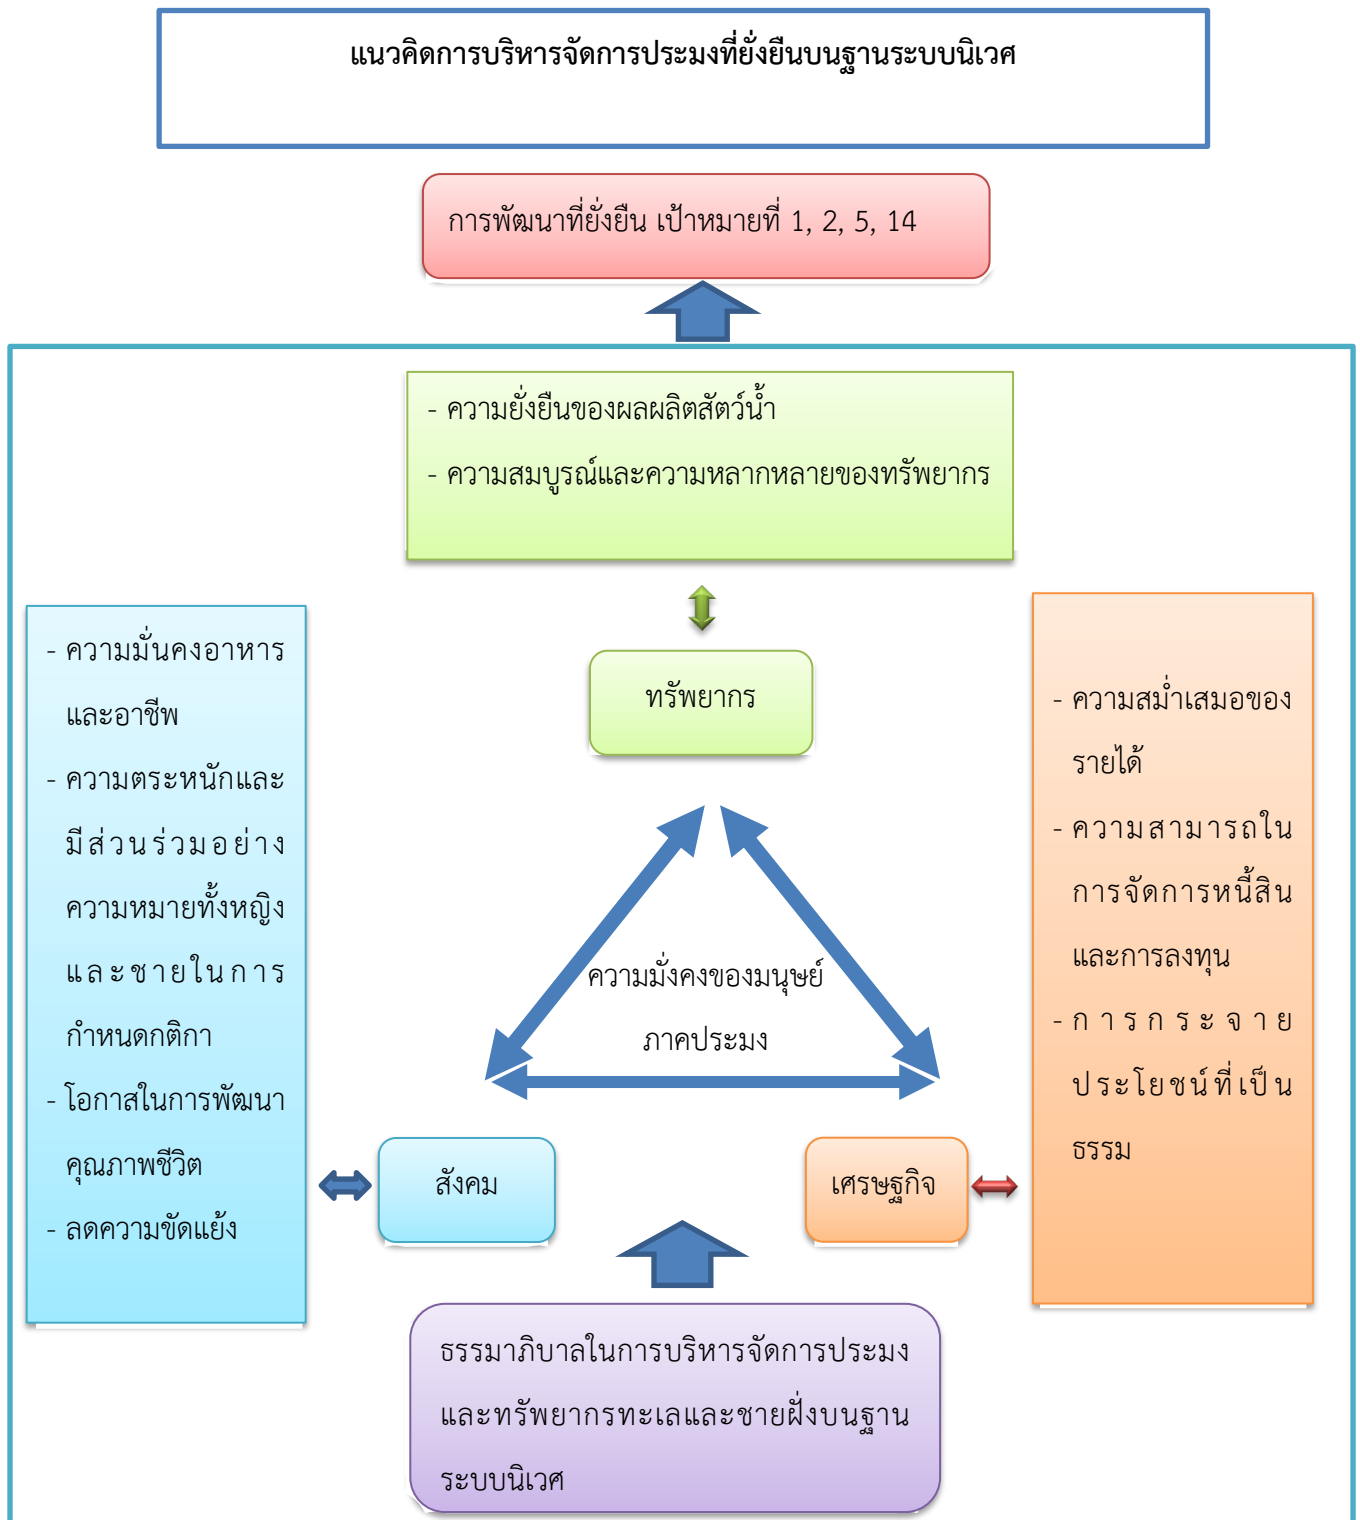 แนวคิดการบริหารจัดการประมงที่ยั่งยืนบนฐานระบบนิเวศ
การพัฒนาที่ยั่งยืน เป้าหมายที่ 1, 2, 5, 14
- ความยั่งยืนของผลผลิตสัตว์น้ำ
- ความสมบูรณ์และความหลากหลายของทรัพยากร
ทรัพยากร
- ความมั่นคงอาหาร
และอาชีพ
- ความตระหนักและ
มีส่วนร่วมอย่าง
ความหมายทั้งหญิง
และชายในการ
กำหนดกติกา
- โอกาสในการพัฒนา
คุณภาพชีวิต
- ลดความขัดแย้ง
ความมั่งคงของมนุษย์
ภาคประมง
- ความสม่ำเสมอของ
รายได้
- ความสามารถใน
การจัดการหนี้สิน
และการลงทุน
- การกระจาย
ประโยชน์ที่เป็น
ธรรม
สังคม
เศรษฐกิจ
ธรรมาภิบาลในการบริหารจัดการประมง
และทรัพยากรทะเลและชายฝั่งบนฐาน
ระบบนิเวศ